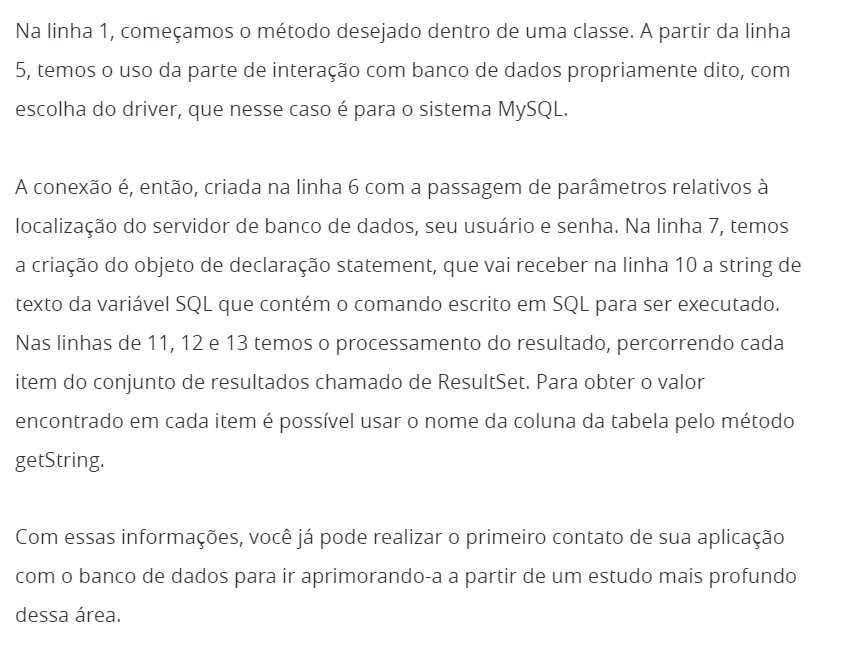 Na linha 1, começamos o método desejado dentro de uma classe. A partir da linha
5, temos o uso da parte de interação com banco de dados propriamente dito, com
escolha do driver, que nesse caso é para o sistema MySQL.
A conexão é, então, criada na linha 6 com a passagem de parâmetros relativos à
localização do servidor de banco de dados, seu usuário e senha. Na linha 7, temos
a criação do objeto de declaração statement, que vai receber na linha 10 a string de
texto da variável SQL que contém o comando escrito em SQL para ser executado.
Nas linhas de 11, 12 e 13 temos o processamento do resultado, percorrendo cada
item do conjunto de resultados chamado de ResultSet. Para obter o valor
encontrado em cada item é possível usar o nome da coluna da tabela pelo método
getString.
Com essas informações, você já pode realizar o primeiro contato de sua aplicação
com o banco de dados para ir aprimorando-a a partir de um estudo mais profundo
dessa área.